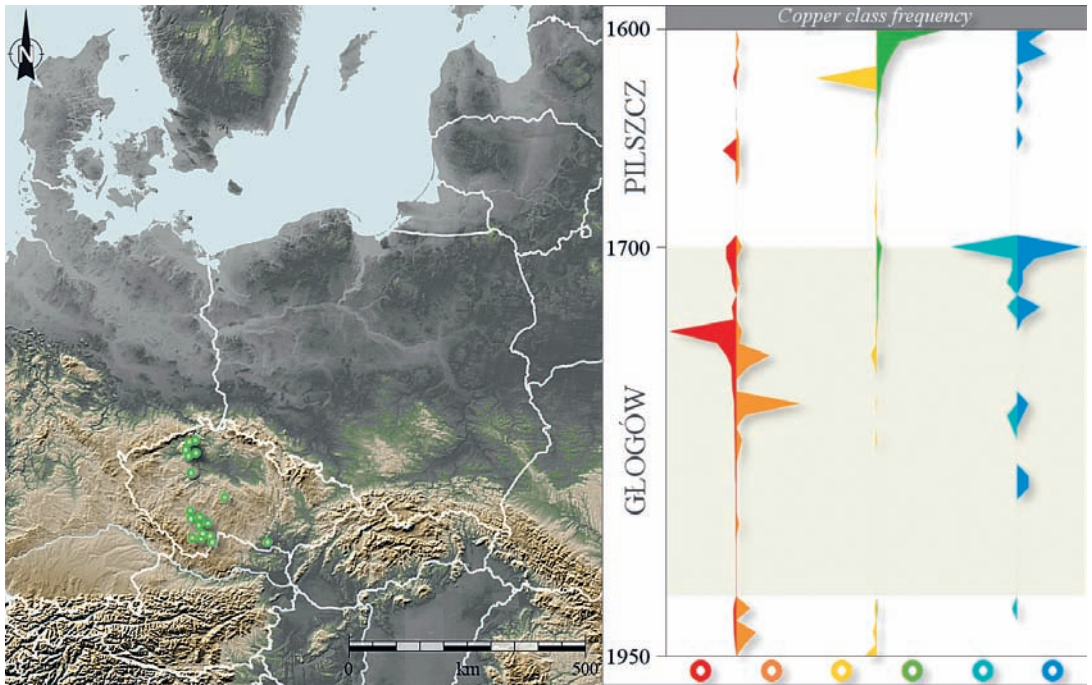 N
0
km
500
Copper class frequency
1600
PILSZCZ
1700
GŁOGÓW
1950